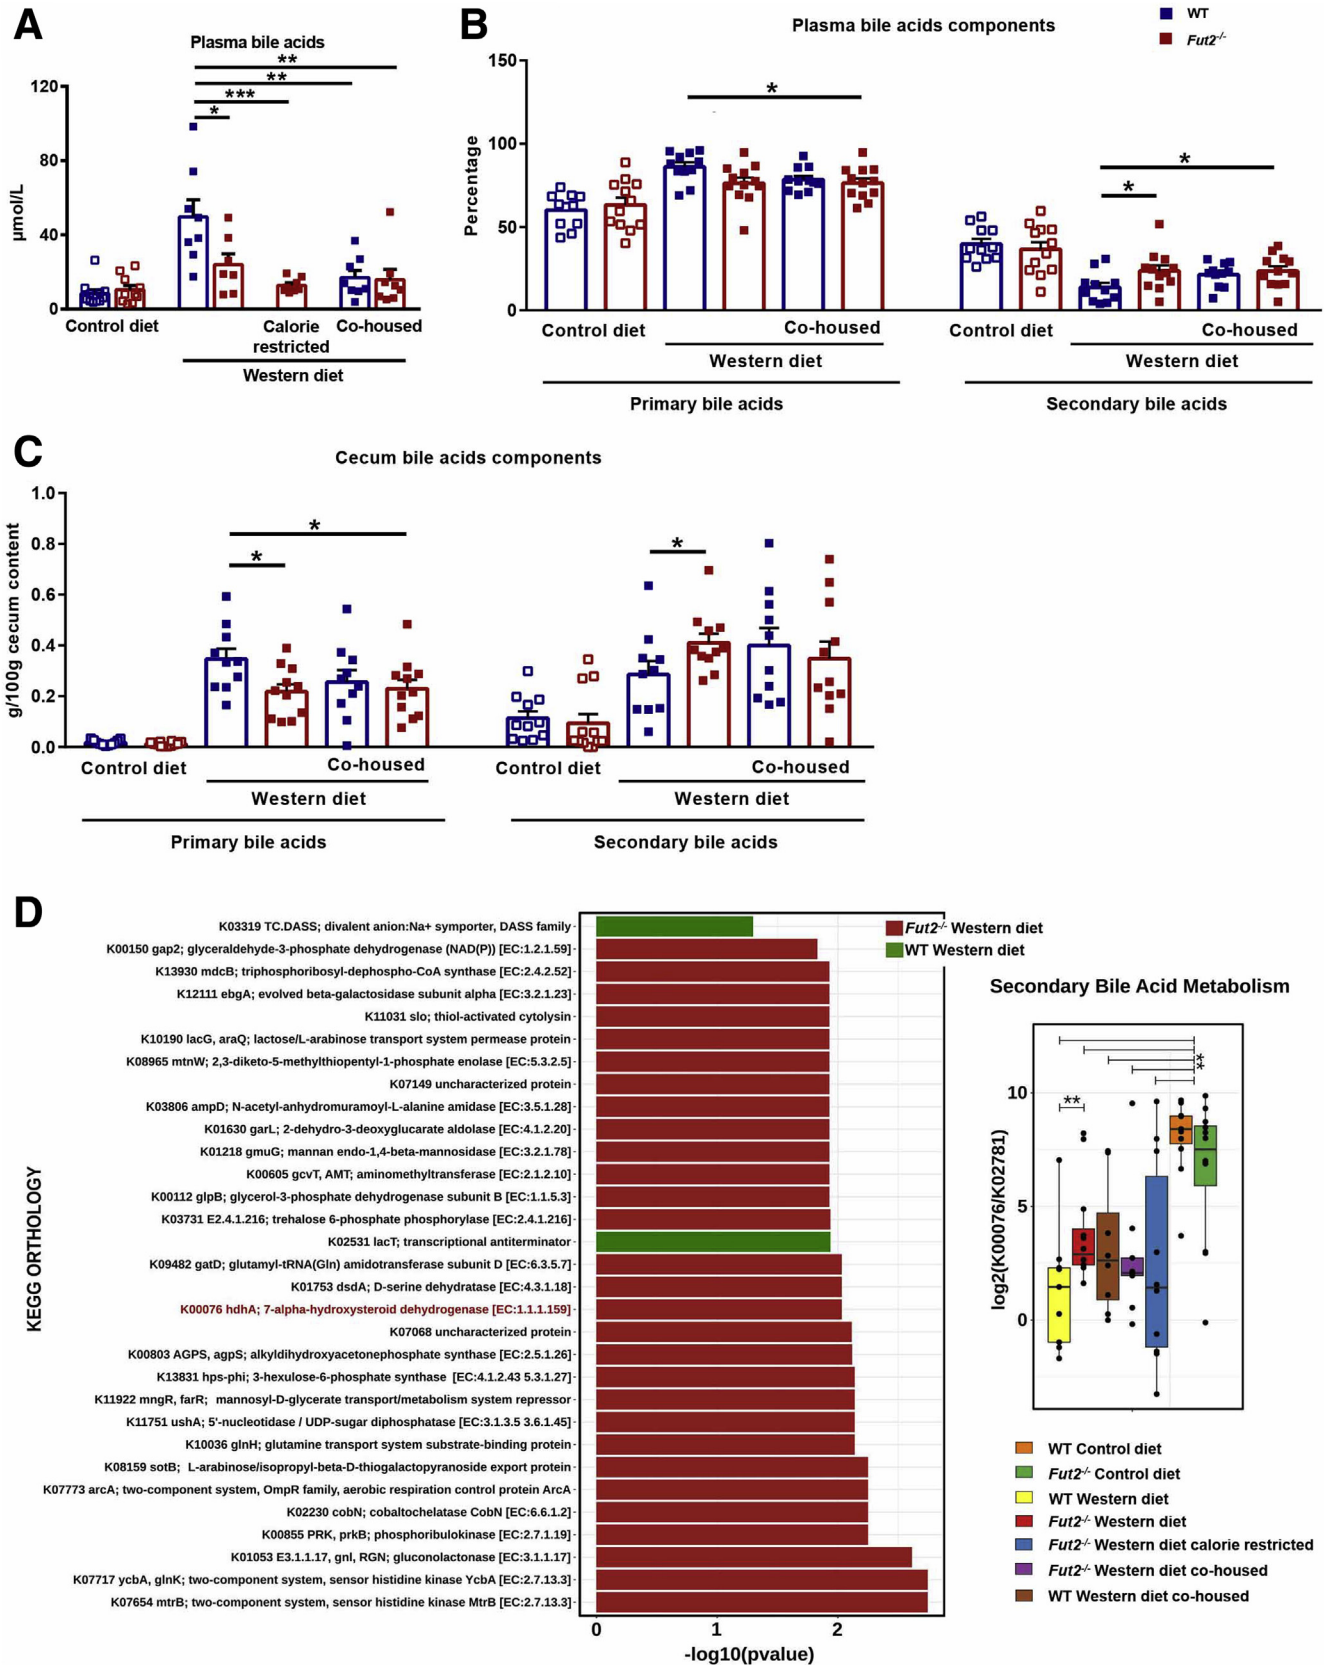 A
Plasma bile acids
**
**
***
*
120
80
40
0
µmol/L
Control diet
Calorie
restricted
Co-housed
Western diet
B
Plasma bile acids components
WT
Fut2-/-
150
100
50
0
Percentage
*
*
*
Control diet
Co-housed
Western diet
Primary bile acids
Control diet
Co-housed
Western diet
Secondary bile acids
C
Cecum bile acids components
1.0
0.8
0.6
0.4
0.2
0.0
g/100g cecum content
*
*
*
Control diet
Co-housed
Western diet
Primary bile acids
Control diet
Co-housed
Western diet
Secondary bile acids
D
KEGG ORTHOLOGY
K03319 TC.DASS; divalent anion:Na+ symporter, DASS family
K00150 gap2; glyceraldehyde-3-phosphate dehydrogenase (NAD(P)) [EC:1.2.1.59]
K13930 mdcB; triphosphoribosyl-dephospho-CoA synthase [EC:2.4.2.52]
K12111 ebgA; evolved beta-galactosidase subunit alpha [EC:3.2.1.23]
K11031 slo; thiol-activated cytolysin
K10190 lacG, araQ; lactose/L-arabinose transport system permease protein
K08965 mtnW; 2,3-diketo-5-methylthiopentyl-1-phosphate enolase [EC:5.3.2.5]
K07149 uncharacterized protein
K03806 ampD; N-acetyl-anhydromuramoyl-L-alanine amidase [EC:3.5.1.28]
K01630 garL; 2-dehydro-3-deoxyglucarate aldolase [EC:4.1.2.20]
K01218 gmuG; mannan endo-1,4-beta-mannosidase [EC:3.2.1.78]
K00605 gcvT, AMT; aminomethyltransferase [EC:2.1.2.10]
K00112 glpB; glycerol-3-phosphate dehydrogenase subunit B [EC:1.1.5.3]
K03731 E2.4.1.216; trehalose 6-phosphate phosphorylase [EC:2.4.1.216]
K02531 lacT; transcriptional antiterminator
K09482 gatD; glutamyl-tRNA(Gln) amidotransferase subunit D [EC:6.3.5.7]
K01753 dsdA; D-serine dehydratase [EC:4.3.1.18]
K00076 hdhA; 7-alpha-hydroxysteroid dehydrogenase [EC:1.1.1.159]
K07068 uncharacterized protein
K00803 AGPS, agpS; alkyldihydroxyacetonephosphate synthase [EC:2.5.1.26]
K13831 hps-phi; 3-hexulose-6-phosphate synthase [EC:4.1.2.43 5.3.1.27]
K11922 mngR, farR; mannosyl-D-glycerate transport/metabolism system repressor
K11751 ushA; 5'-nucleotidase / UDP-sugar diphosphatase [EC:3.1.3.5 3.6.1.45]
K10036 glnH; glutamine transport system substrate-binding protein
K08159 sotB; L-arabinose/isopropyl-beta-D-thiogalactopyranoside export protein
K07773 arcA; two-component system, OmpR family, aerobic respiration control protein ArcA
K02230 cobN; cobaltochelatase CobN [EC:6.6.1.2]
K00855 PRK, prkB; phosphoribulokinase [EC:2.7.1.19]
K01053 E3.1.1.17, gnl, RGN; gluconolactonase [EC:3.1.1.17]
K07717 ycbA, glnK; two-component system, sensor histidine kinase YcbA [EC:2.7.13.3]
K07654 mtrB; two-component system, sensor histidine kinase MtrB [EC:2.7.13.3]
0
1
2
-log10(pvalue)
Fut2-/- Western diet
WT Western diet
Secondary Bile Acid Metabolism
10
5
0
log2(K00076/K02781)
**
**
WT Control diet
Fut2-/- Control diet
WT Western diet
Fut2-/- Western diet
Fut2-/- Western diet calorie restricted
Fut2-/- Western diet co-housed
WT Western diet co-housed